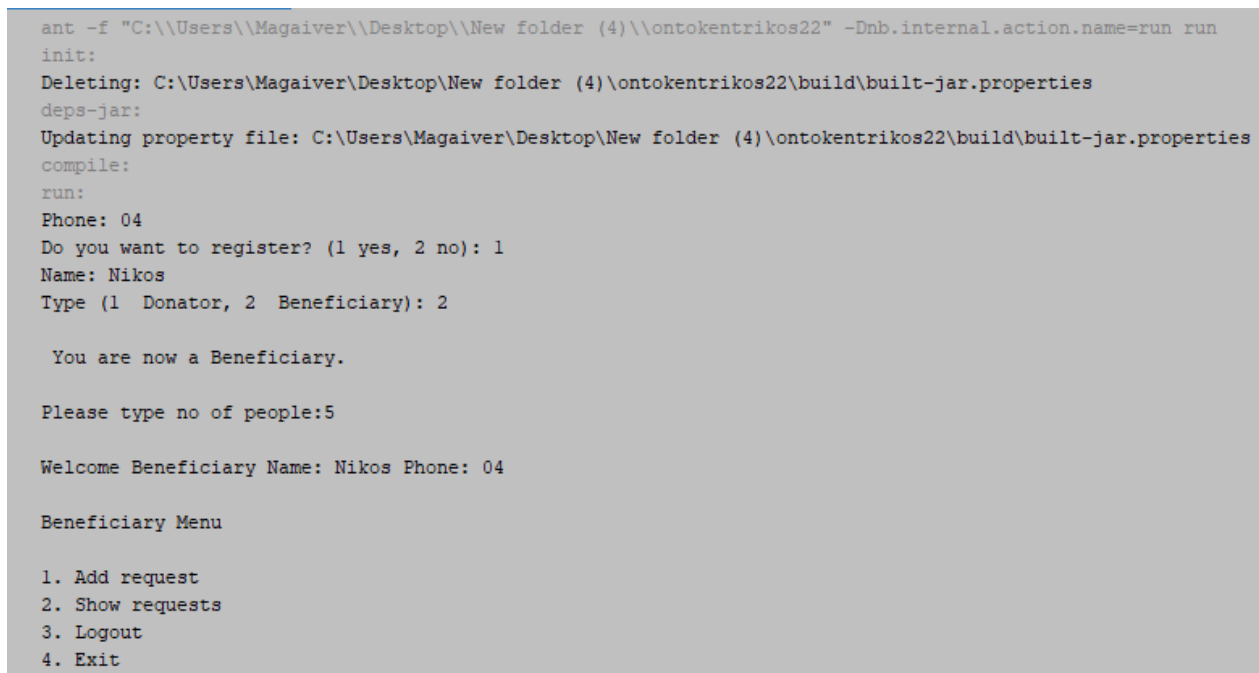 ant -f "C:\\Users\\Magaiver\\Desktop\\New folder (4)\\ontokentrikos22" -Dnb.internal.action.name=run run
init:
Deleting: C:\Users\Magaiver\Desktop\New folder (4)\ontokentrikos22\build\built-jar.properties
deps-jar:
Updating property file: C:\Users\Magaiver\Desktop\New folder (4)\ontokentrikos22\build\built-jar.properties
compile:
run:
Phone: 04
Do you want to register? (1 yes, 2 no): 1
Name: Nikos
Type (1  Donator, 2  Beneficiary): 2
You are now a Beneficiary.
Please type no of people:5
Welcome Beneficiary Name: Nikos Phone: 04
Beneficiary Menu
1. Add request
2. Show requests
3. Logout
4. Exit